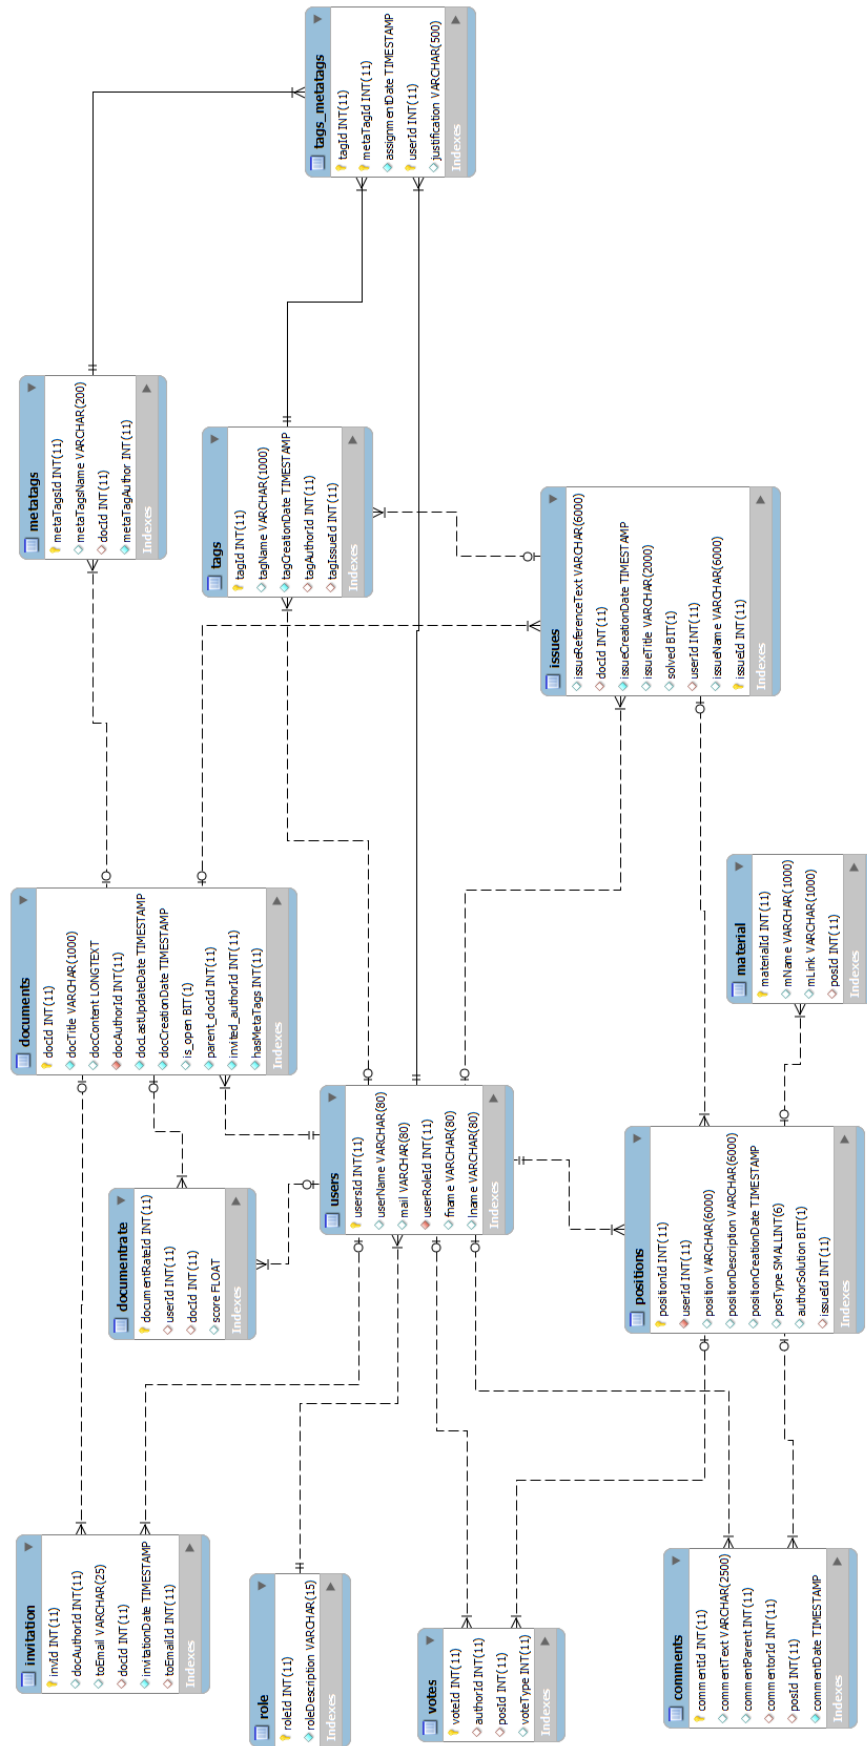 invitation
invId INT(11)
docAuthorId INT(11)
toEmail VARCHAR(25)
docId INT(11)
invitationDate TIMESTAMP
toEmailId INT(11)
Indexes
role
roleId INT(11)
roleDescription VARCHAR(15)
Indexes
votes
voteId INT(11)
authorId INT(11)
posId INT(11)
voteType INT(11)
Indexes
comments
commentId INT(11)
commentText VARCHAR(2500)
commentParent INT(11)
commentorId INT(11)
posId INT(11)
commentDate TIMESTAMP
Indexes
documentrate
documentRateId INT(11)
userId INT(11)
docId INT(11)
score FLOAT
Indexes
users
usersId INT(11)
userName VARCHAR(80)
mail VARCHAR(80)
userRoleId INT(11)
fname VARCHAR(80)
lname VARCHAR(80)
Indexes
positions
positionId INT(11)
userId INT(11)
position VARCHAR(6000)
positionDescription VARCHAR(6000)
positionCreationDate TIMESTAMP
posType SMALLINT(6)
authorSolution BIT(1)
issueId INT(11)
Indexes
documents
docId INT(11)
docTitle VARCHAR(1000)
docContent LONGTEXT
docAuthorId INT(11)
docLastUpdateDate TIMESTAMP
docCreationDate TIMESTAMP
is_open BIT(1)
parent_docId INT(11)
invited_authorId INT(11)
hasMetaTags INT(11)
Indexes
material
materialId INT(11)
mName VARCHAR(1000)
mLink VARCHAR(1000)
posId INT(11)
Indexes
metatags
metaTagsId INT(11)
metaTagsName VARCHAR(200)
docId INT(11)
metaTagAuthor INT(11)
Indexes
tags
tagId INT(11)
tagName VARCHAR(1000)
tagCreationDate TIMESTAMP
tagAuthorId INT(11)
tagIssueId INT(11)
Indexes
issues
issueReferenceText VARCHAR(6000)
docId INT(11)
issueCreationDate TIMESTAMP
issueTitle VARCHAR(2000)
solved BIT(1)
userId INT(11)
issueName VARCHAR(6000)
issueId INT(11)
Indexes
tags_metatags
tagId INT(11)
metaTagId INT(11)
assignmentDate TIMESTAMP
userId INT(11)
justification VARCHAR(500)
Indexes